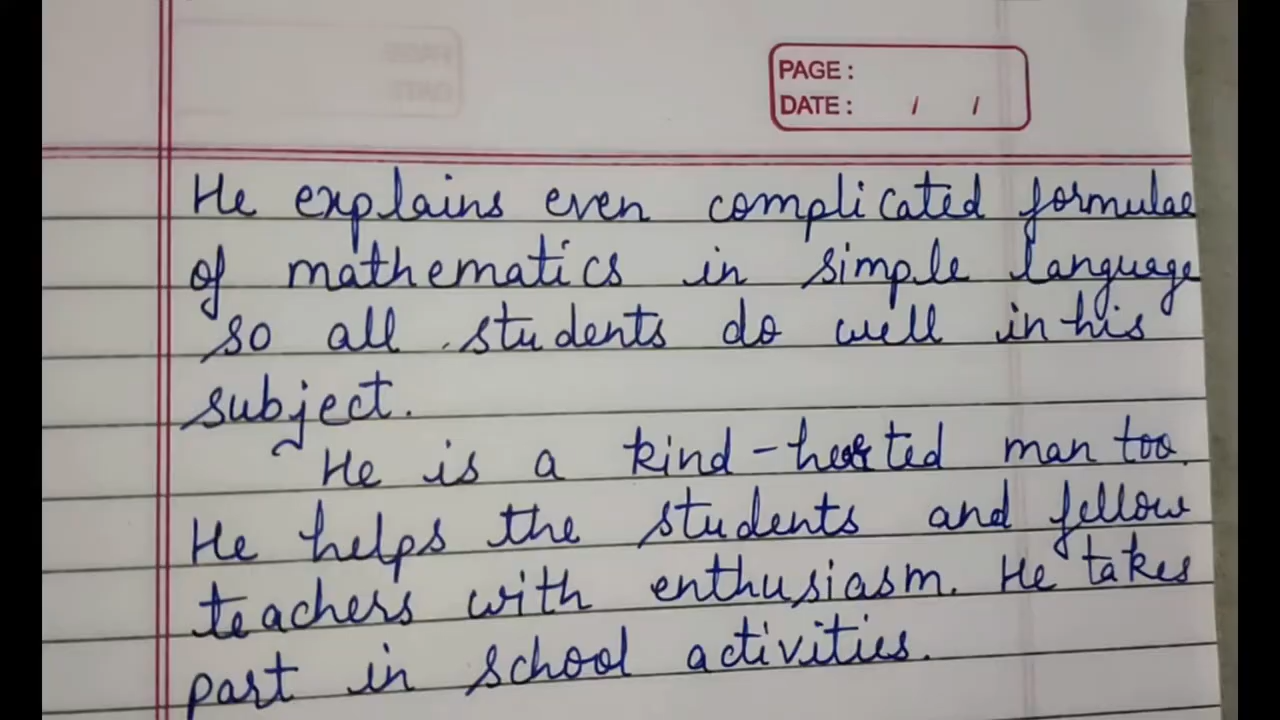 PAGE :
DATE : / /
He explains even complicated formulae
of mathematics in simple language
so all students do well in his
subject.
He is a kind-hearted man too.
He helps the students and fellow
teachers with enthusiasm. He takes
part in school activities.